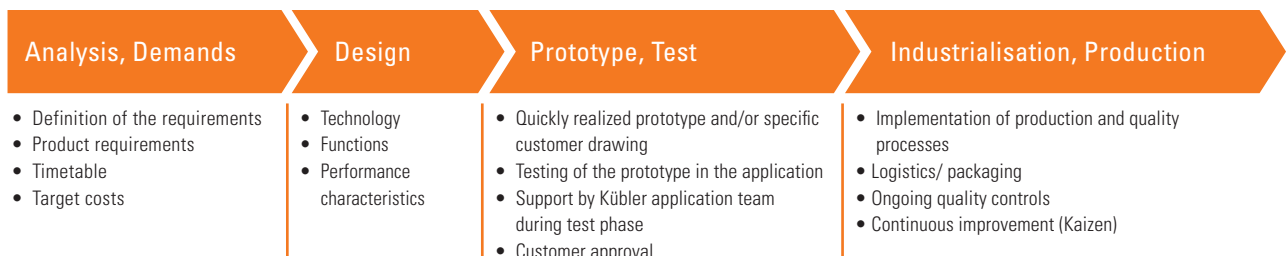 Analysis, Demands
Design
Prototype, Test
Industrialisation, Production
• Definition of the requirements
• Product requirements
• Timetable
• Target costs
• Technology
• Functions
• Performance
characteristics
• Quickly realized prototype and/or specific
customer drawing
• Testing of the prototype in the application
• Support by Kübler application team
during test phase
• Customer approval
• Implementation of production and quality
processes
• Logistics/ packaging
• Ongoing quality controls
• Continuous improvement (Kaizen)